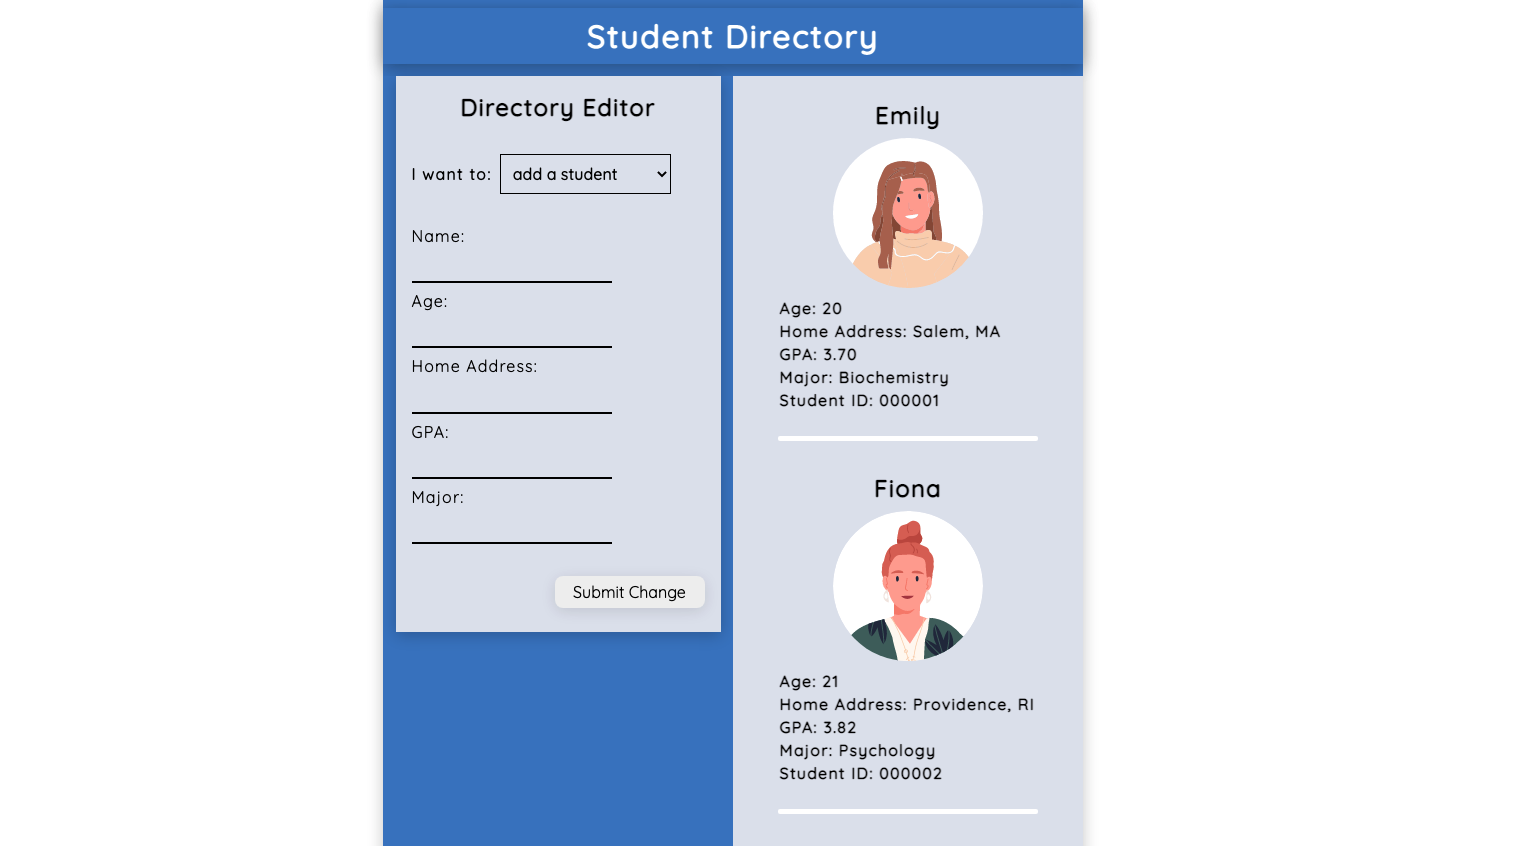 Student Directory
Directory Editor
I want to: add a student
Name:
Age:
Home Address:
GPA:
Major:
Submit Change
Emily
Age: 20
Home Address: Salem, MA
GPA: 3.70
Major: Biochemistry
Student ID: 000001
Fiona
Age: 21
Home Address: Providence, RI
GPA: 3.82
Major: Psychology
Student ID: 000002